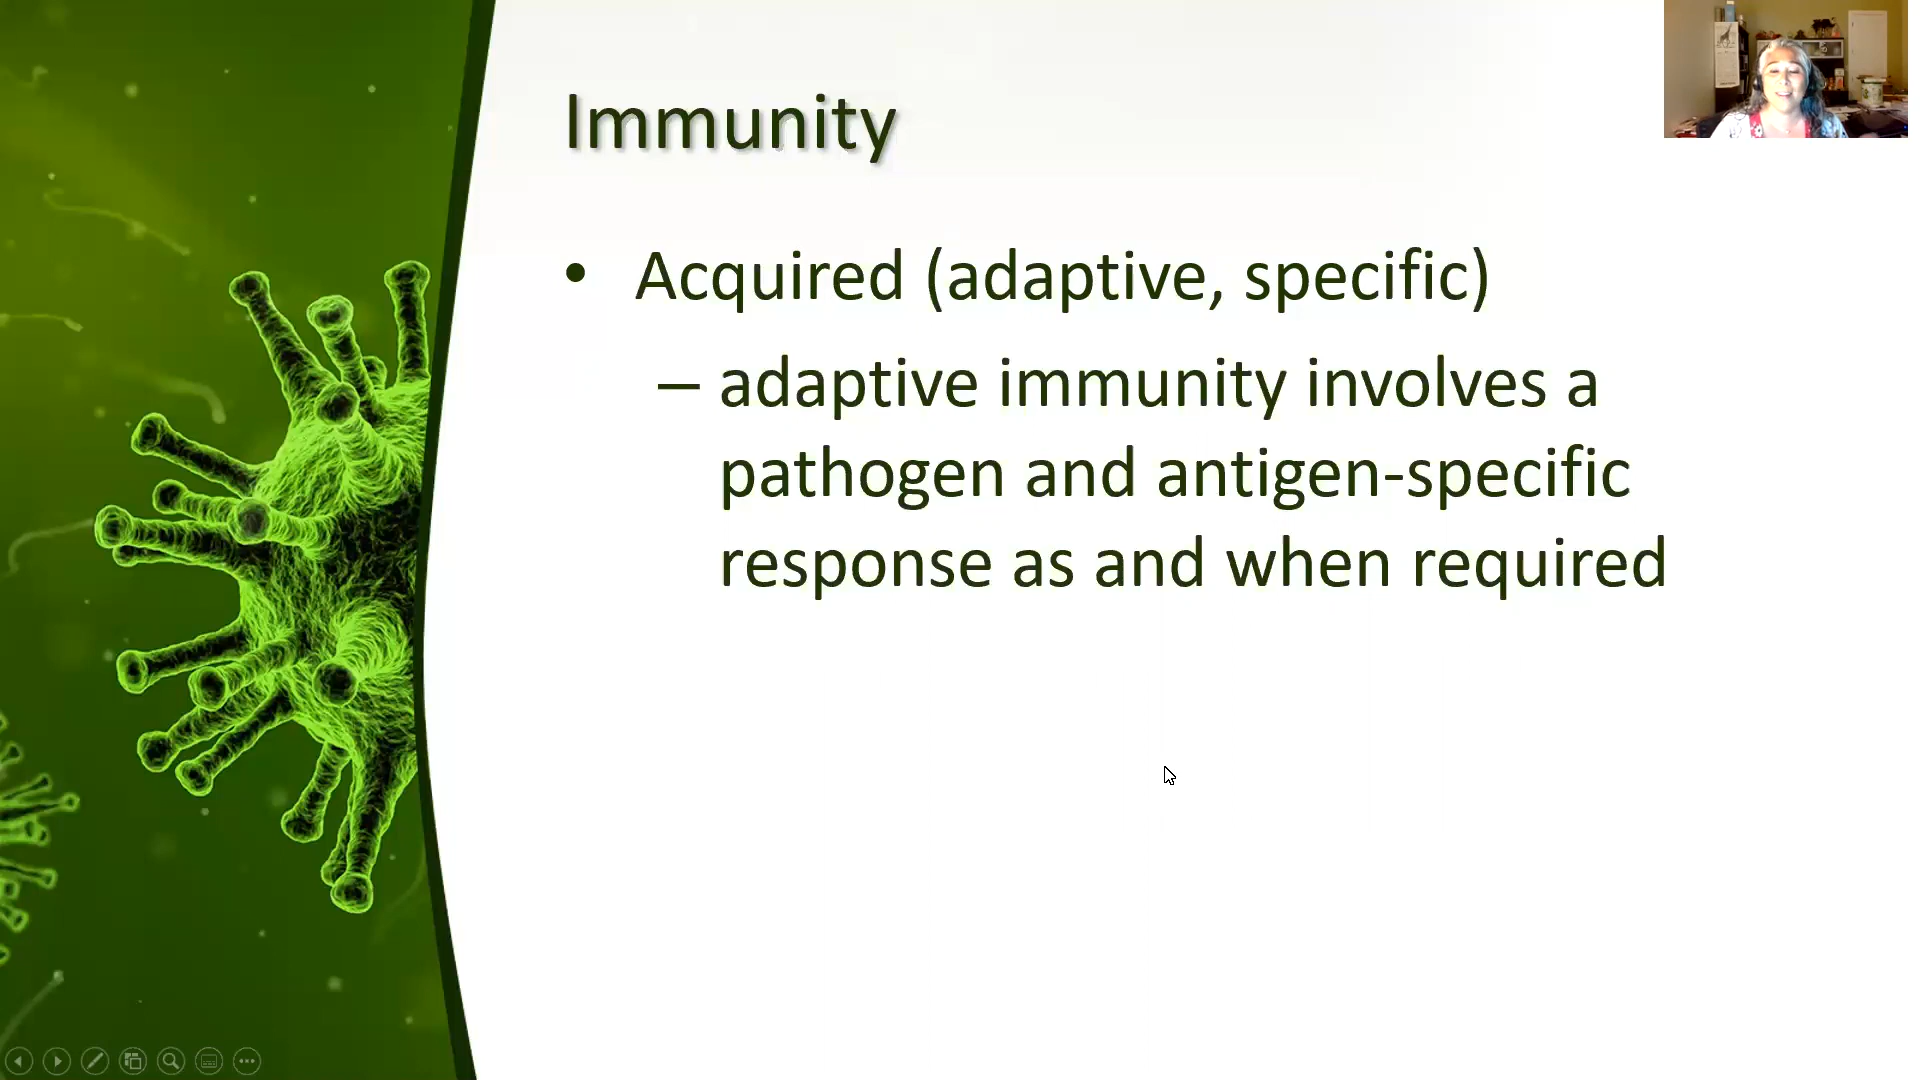 Immunity
• Acquired (adaptive, specific)
– adaptive immunity involves a
pathogen and antigen-specific
response as and when required